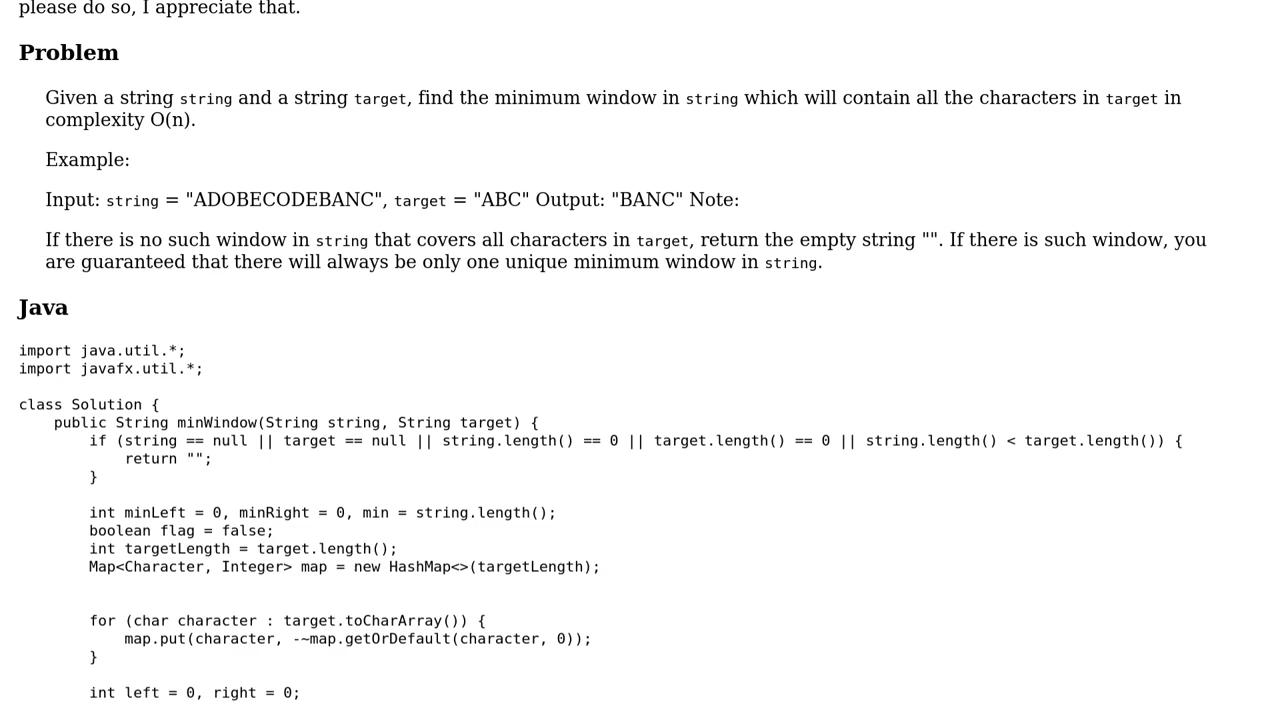 please do so, I appreciate that.
Problem
Given a string string and a string target, find the minimum window in string which will contain all the characters in target in
complexity O(n).
Example:
Input: string = "ADOBECODEBANC", target = "ABC" Output: "BANC" Note:
If there is no such window in string that covers all characters in target, return the empty string "". If there is such window, you
are guaranteed that there will always be only one unique minimum window in string.
Java
import java.util.*;
import javafx.util.*;
class Solution {
    public String minWindow(String string, String target) {
        if (string == null || target == null || string.length() == 0 || target.length() == 0 || string.length() < target.length()) {
            return "";
        }
        int minLeft = 0, minRight = 0, min = string.length();
        boolean flag = false;
        int targetLength = target.length();
        Map<Character, Integer> map = new HashMap<>(targetLength);
        for (char character : target.toCharArray()) {
            map.put(character, -~map.getOrDefault(character, 0));
        }
        int left = 0, right = 0;